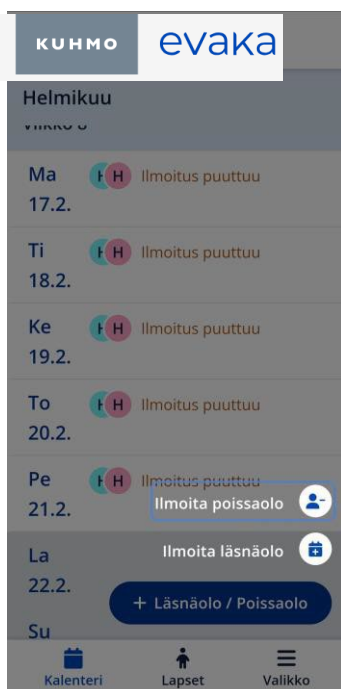 KUHMO evaka
Helmikuu
Ma H Ilmoitus puuttuu
17.2.
Ti H Ilmoitus puuttuu
18.2.
Ke H Ilmoitus puuttuu
19.2.
To H Ilmoitus puuttuu
20.2.
Pe H Ilmoitus puuttuu
21.2.
Ilmoita poissaolo
La
Ilmoita läsnäolo
22.2.
+ Läsnäolo / Poissaolo
Su
Kalenteri Lapset Valikko